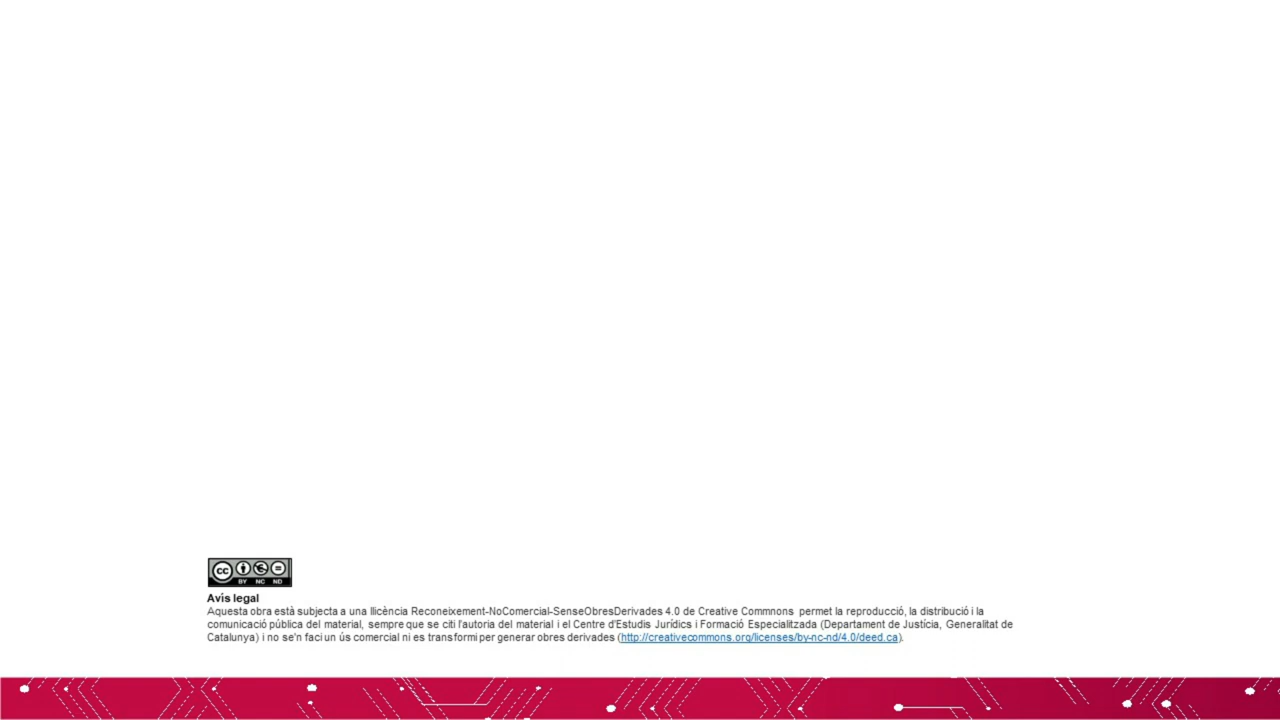 cc
BY NC ND
Avís legal
Aquesta obra està subjecta a una llicència Reconeixement-NoComercial-SenseObresDerivades 4.0 de Creative Commnons permet la reproducció, la distribució i la
comunicació pública del material, sempre que se citi l'autoria del material i el Centre d'Estudis Jurídics i Formació Especialitzada (Departament de Justícia, Generalitat de
Catalunya) i no se'n faci un ús comercial ni es transformi per generar obres derivades (http://creativecommons.org/licenses/by-nc-nd/4.0/deed.ca).